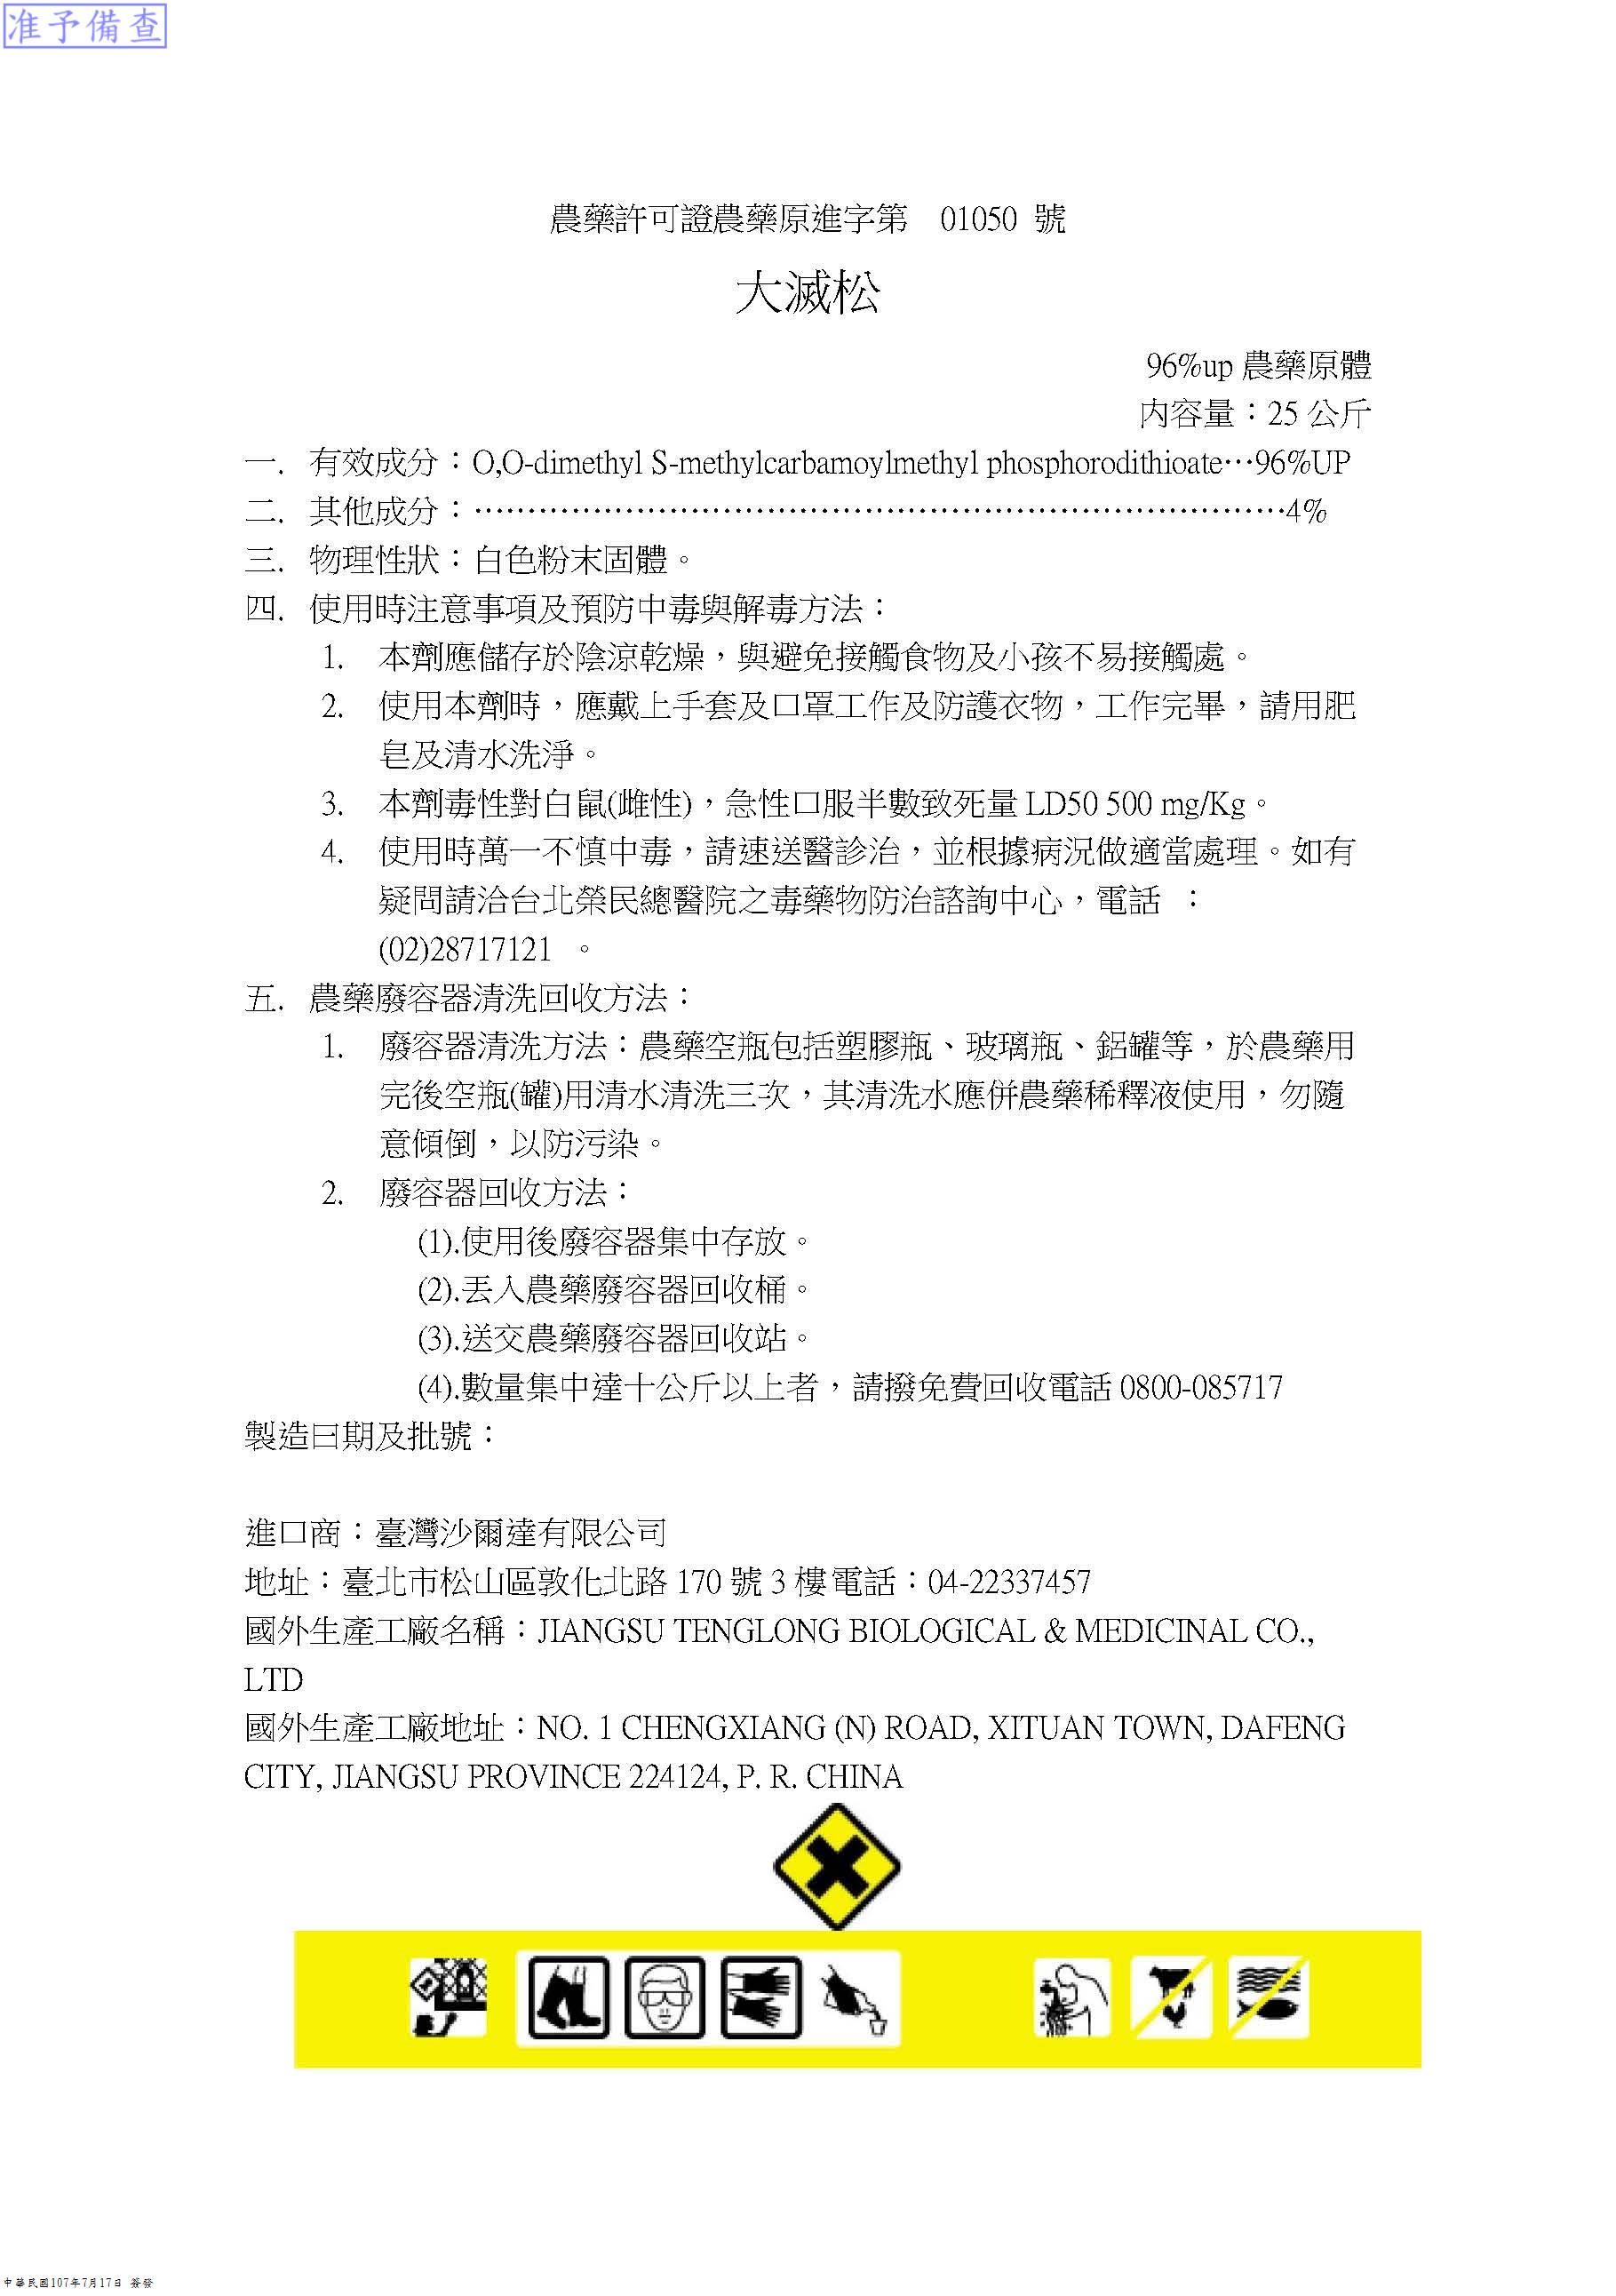 准予備查
農藥許可證農藥原進字第 01050 號
大滅松
96%up 農藥原體
內容量：25 公斤
一. 有效成分：O,O-dimethyl S-methylcarbamoylmethyl phosphorodithioate…96%UP
二. 其他成分：…………………………………………………………………4%
三. 物理性狀：白色粉末固體。
四. 使用時注意事項及預防中毒與解毒方法：
1. 本劑應儲存於陰涼乾燥，與避免接觸食物及小孩不易接觸處。
2. 使用本劑時，應戴上手套及口罩工作及防護衣物，工作完畢，請用肥
皂及清水洗淨。
3. 本劑毒性對白鼠(雌性)，急性口服半數致死量 LD50 500 mg/Kg。
4. 使用時萬一不慎中毒，請速送醫診治，並根據病況做適當處理。如有
疑問請洽台北榮民總醫院之毒藥物防治諮詢中心，電話 ：
(02)28717121 。
五. 農藥廢容器清洗回收方法：
1. 廢容器清洗方法：農藥空瓶包括塑膠瓶、玻璃瓶、鋁罐等，於農藥用
完後空瓶(罐)用清水清洗三次，其清洗水應併農藥稀釋液使用，勿隨
意傾倒，以防污染。
2. 廢容器回收方法：
(1).使用後廢容器集中存放。
(2).丟入農藥廢容器回收桶。
(3).送交農藥廢容器回收站。
(4).數量集中達十公斤以上者，請撥免費回收電話 0800-085717
製造日期及批號：
進口商：臺灣沙爾達有限公司
地址：臺北市松山區敦化北路 170 號 3 樓電話：04-22337457
國外生產工廠名稱：JIANGSU TENGLONG BIOLOGICAL & MEDICINAL CO.,
LTD
國外生產工廠地址：NO. 1 CHENGXIANG (N) ROAD, XITUAN TOWN, DAFENG
CITY, JIANGSU PROVINCE 224124, P. R. CHINA
中華民國107年7月17日 簽發